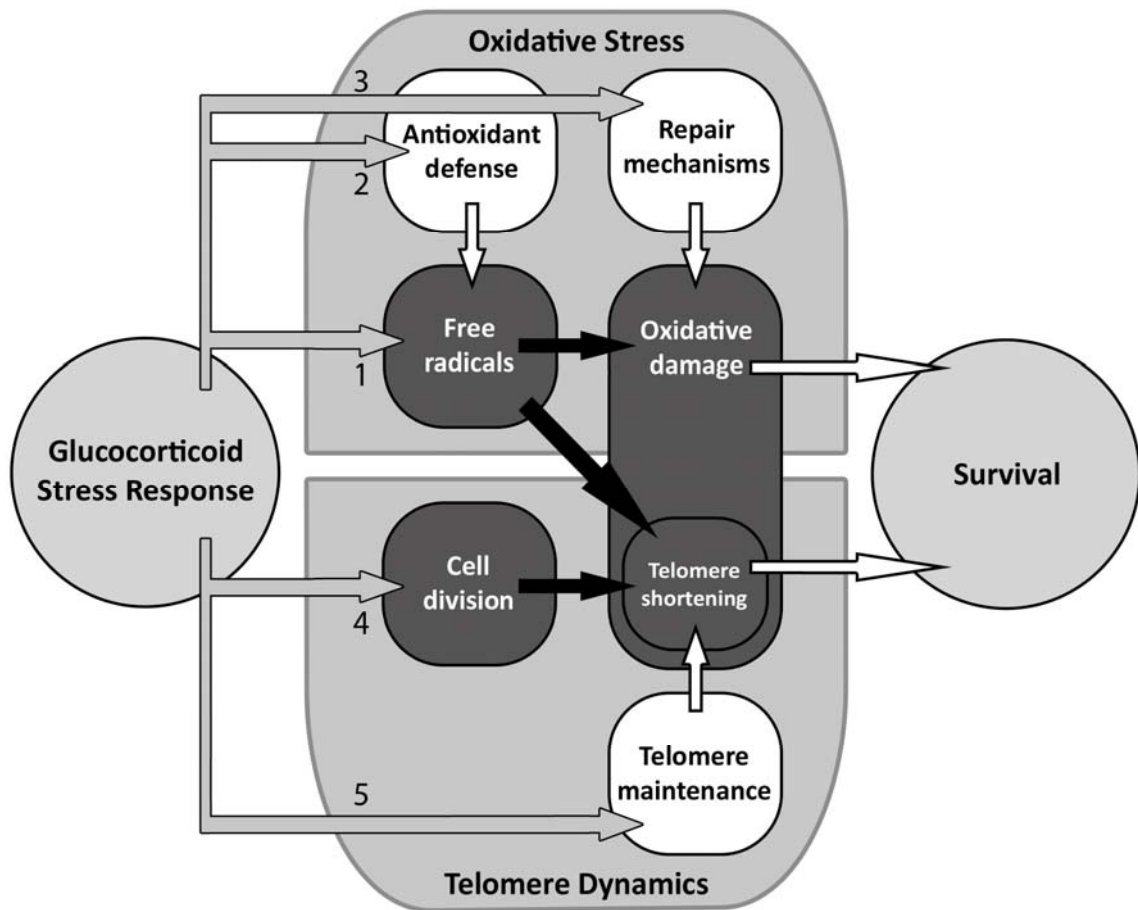 Oxidative Stress
3
Antioxidant
defense
Repair
mechanisms
2
Free
radicals
Oxidative
damage
1
Glucocorticoid
Stress Response
Survival
Cell
division
Telomere
shortening
4
Telomere
maintenance
5
Telomere Dynamics